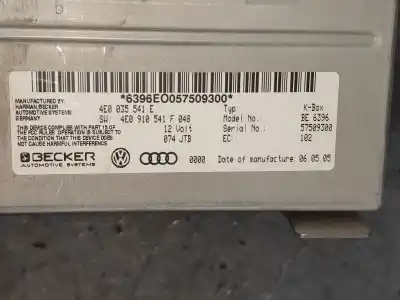 *6396EO057509300*
MANUFACTURED BY
HARMAN/BECKER
AUTOMOTIVE SYSTEMS
GERMANY
4E0 035 541 E Typ K-Box
SW 4E0 910 541 F 048 Model No. BE 6396
12 Volt Serial No.: 57509300
074 JTB EC 102
THIS DEVICE COMPLIES WITH PART 15 OF
THE FCC RULES. OPERATION IS SUBJECT
TO THE CONDITION THAT THIS DEVICE DOES
NOT CAUSE HARMFUL INTERFERENCE.
BECKER
AUTOMOTIVE SYSTEMS
0000 Date of manufacture: 06.05.05